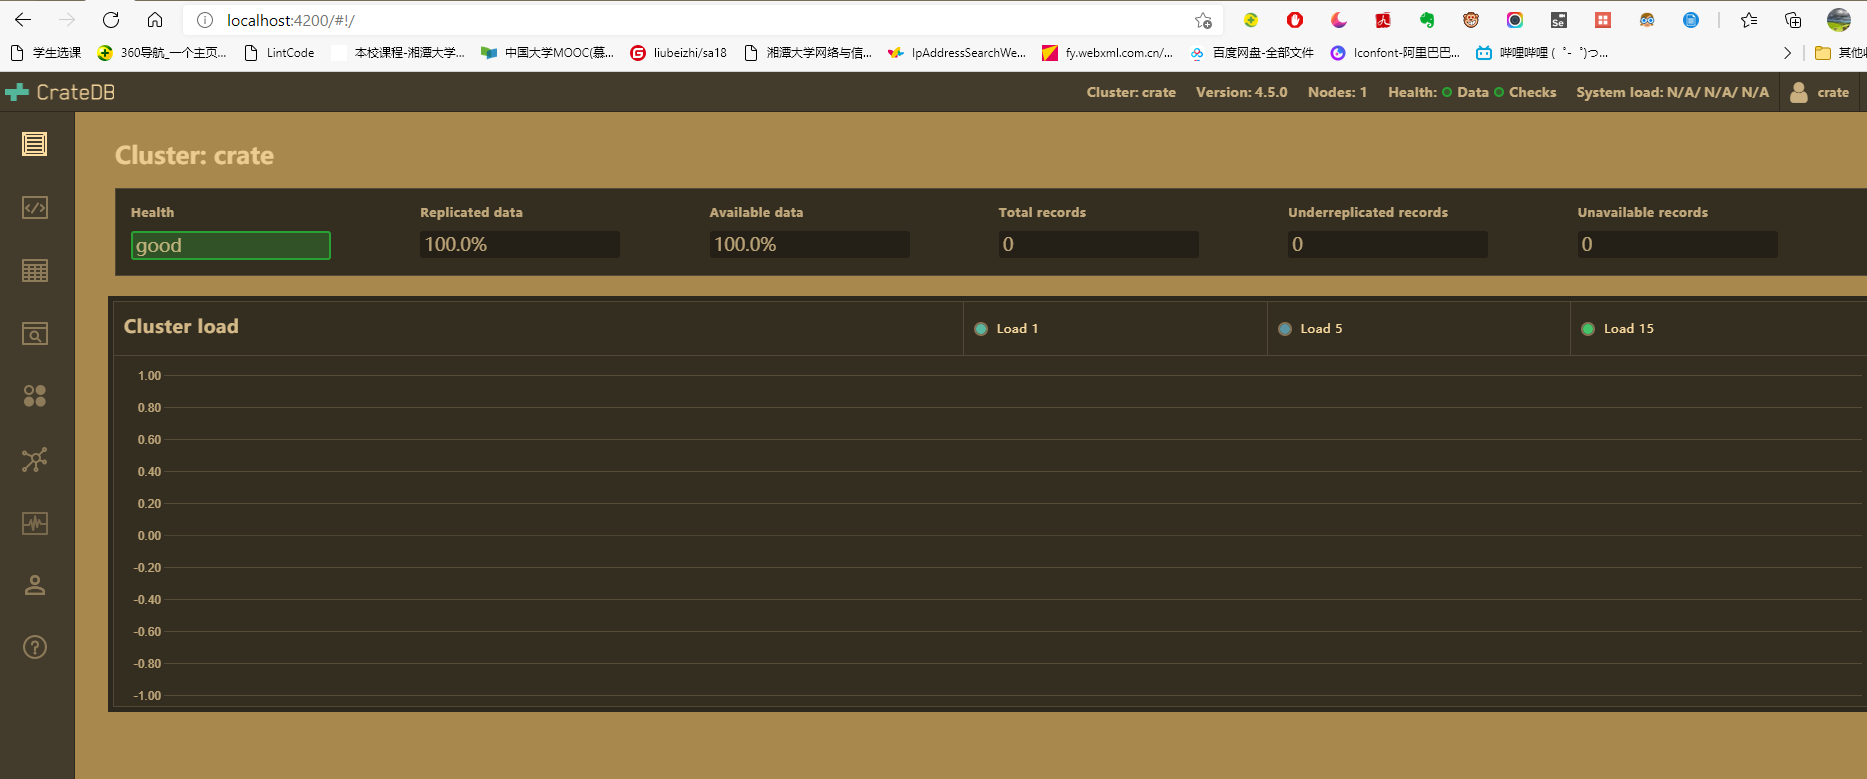 localhost:4200/#!/
学生选课 360导航_一个主页... LintCode 本校课程-湘潭大学... 中国大学MOOC(慕... liubeizhi/sa18 湘潭大学网络与信... IpAddressSearchWe... fy.webxml.com.cn/... 百度网盘-全部文件 Iconfont-阿里巴巴... 哔哩哔哩 ( ゜- ゜)つ... 其他收
CrateDB Cluster: crate Version: 4.5.0 Nodes: 1 Health: Data Checks System load: N/A/ N/A/ N/A crate
Cluster: crate
Health Replicated data Available data Total records Underreplicated records Unavailable records
good 100.0% 100.0% 0 0 0
Cluster load Load 1 Load 5 Load 15
1.00
0.80
0.60
0.40
0.20
0.00
-0.20
-0.40
-0.60
-0.80
-1.00